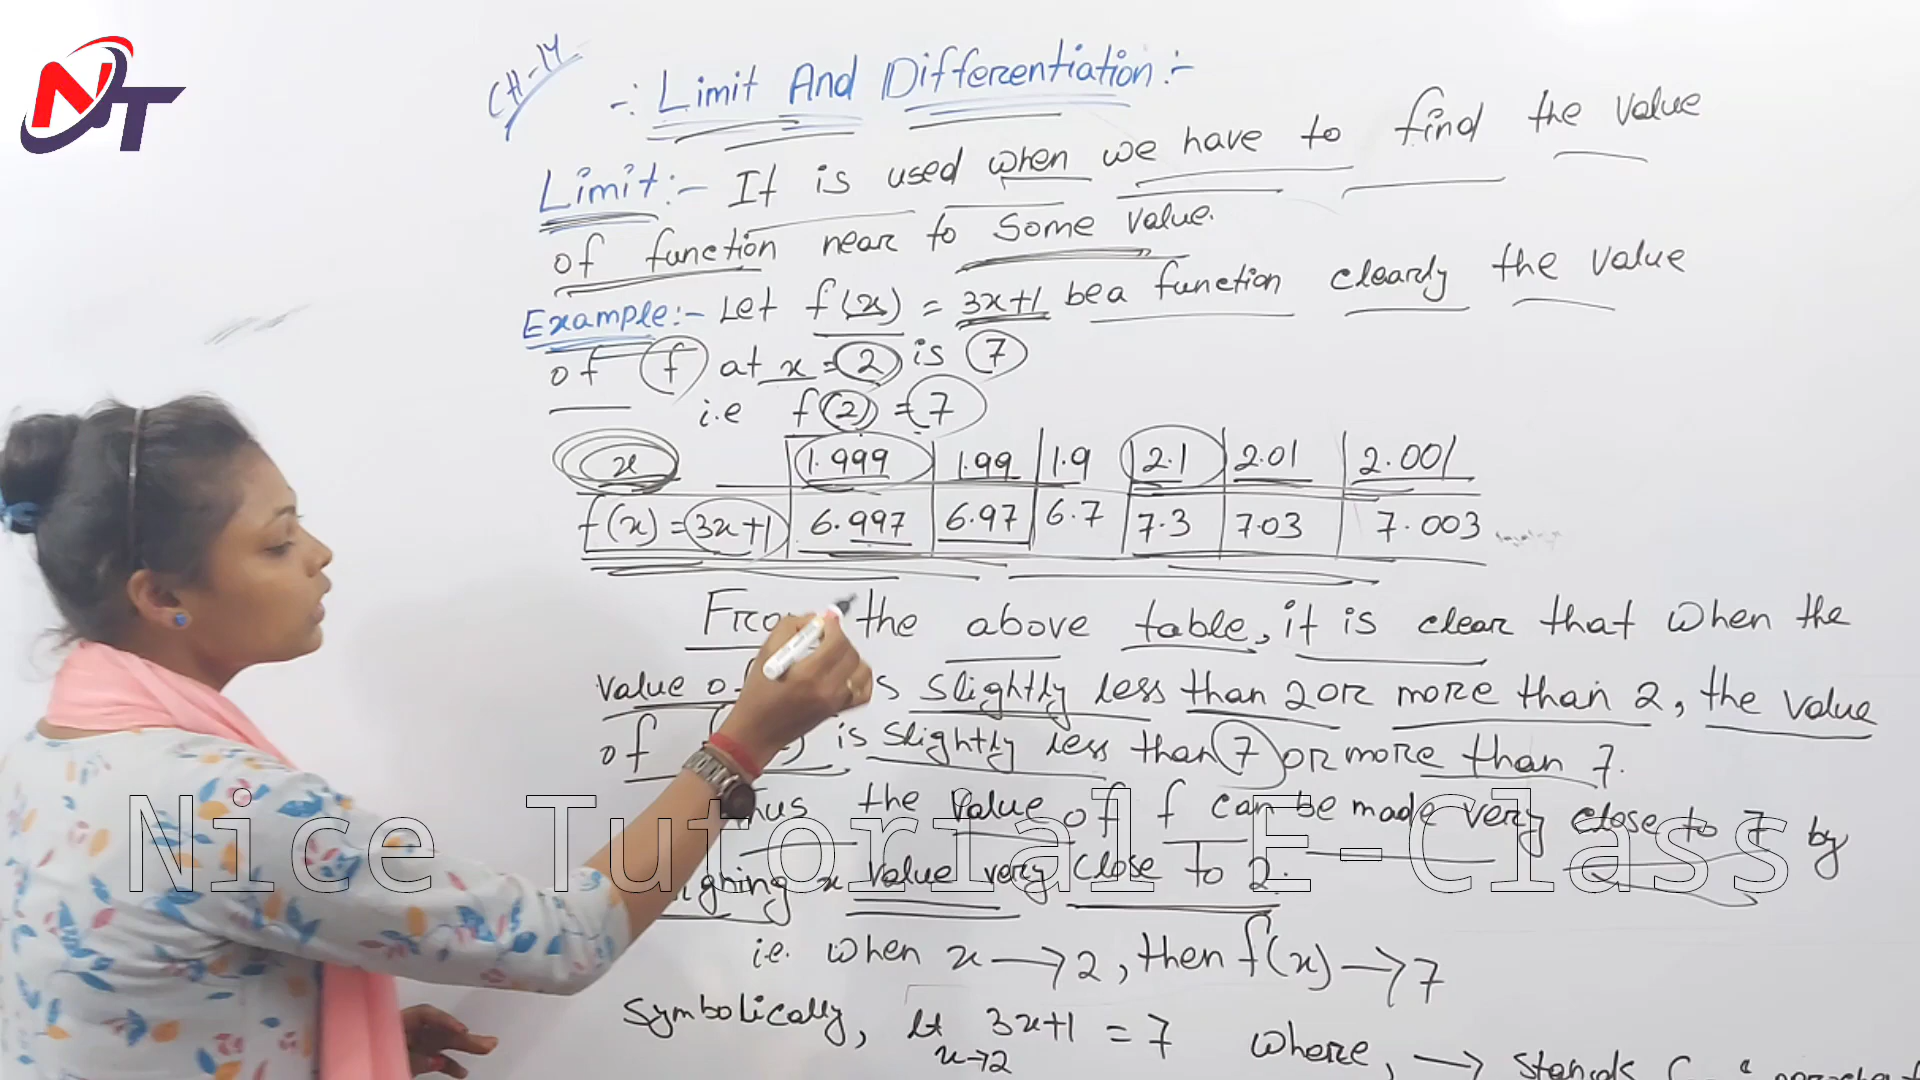 NT
CH-14
-: Limit And Differentiation:-
Limit:- It is used when we have to find the value
of function near to some value.
Example:- Let f(x) = 3x+1 be a function clearly the value
of f at x = 2 is 7
i.e f(2) = 7
x 1.999 1.99 1.9 2.1 2.01 2.001
f(x) = 3x+1 6.997 6.97 6.7 7.3 7.03 7.003
From the above table, it is clear that when the
value of slightly less than 2 or more than 2, the value
of is slightly less than 7 or more than 7.
Thus the value of f can be made very close to 7 by
x value very close to 2.
Nice Tutorial E-Class
i.e. when x → 2, then f(x) → 7
Symbolically, lt 3x+1 = 7 where, → stands
x→2